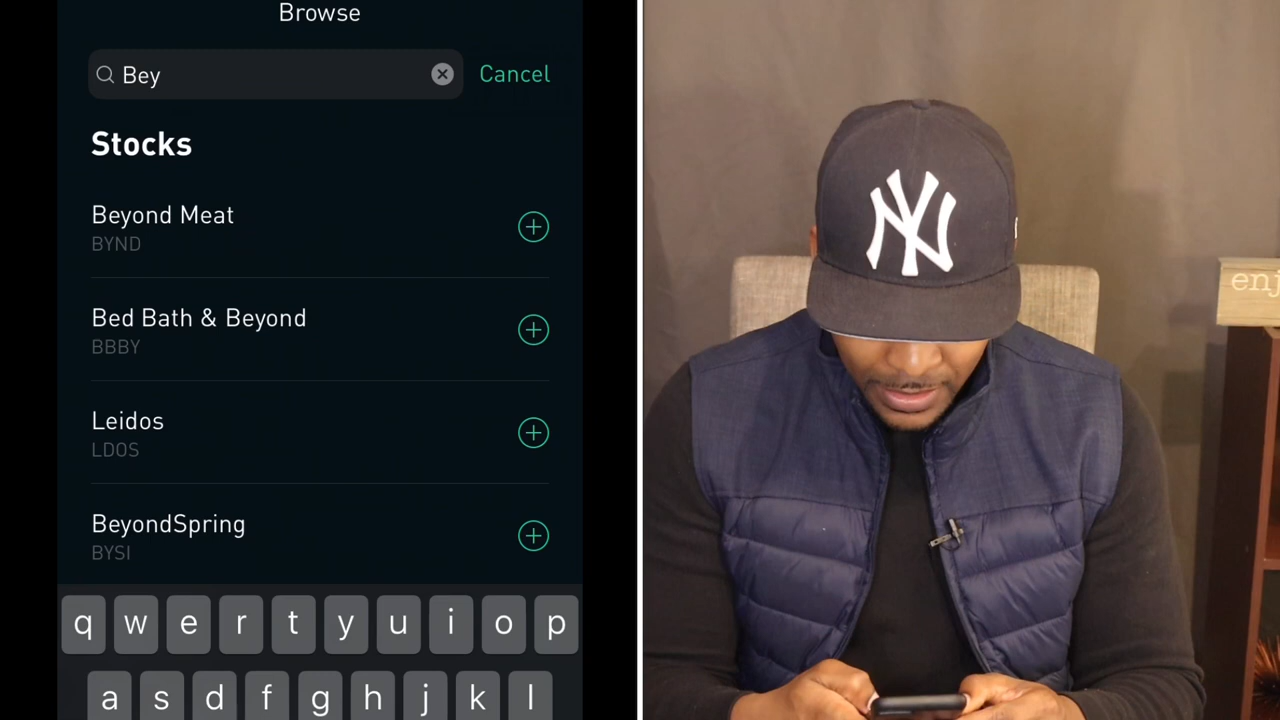 Browse
Bey
Cancel
Stocks
Beyond Meat
BYND
Bed Bath & Beyond
BBBY
Leidos
LDOS
BeyondSpring
BYSI
q w e r t y u i o p
a s d f g h j k l
NY
enj